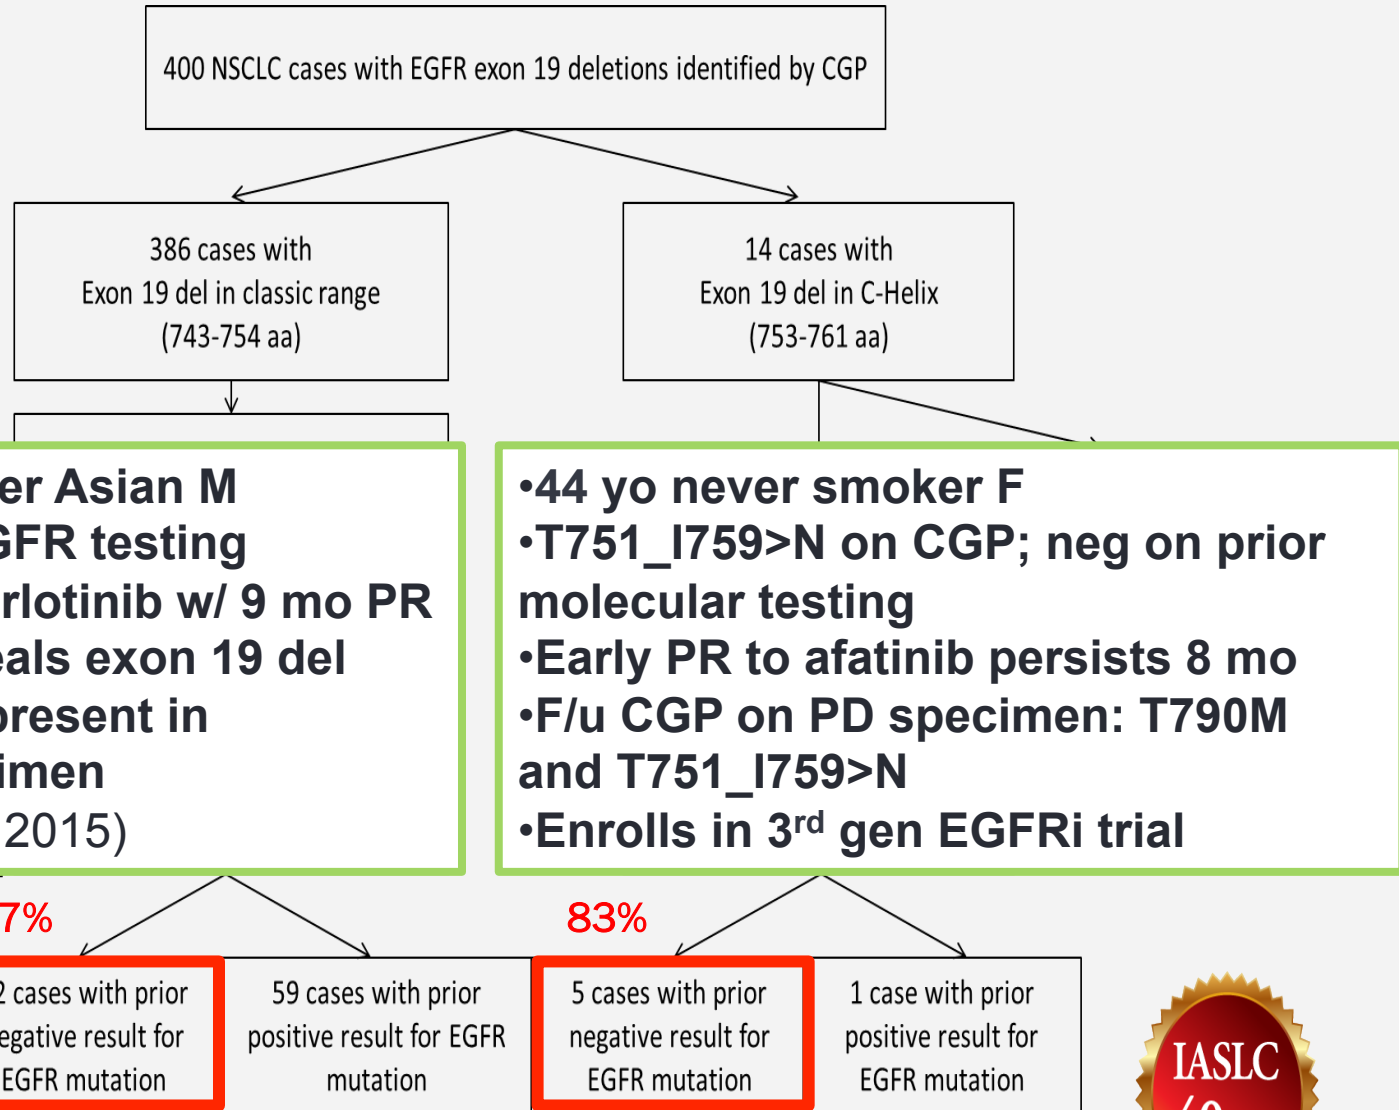 400 NSCLC cases with EGFR exon 19 deletions identified by CGP
386 cases with
Exon 19 del in classic range
(743-754 aa)
14 cases with
Exon 19 del in C-Helix
(753-761 aa)
er Asian M
GFR testing
rlotinib w/ 9 mo PR
eals exon 19 del
present in
imen
2015)
•44 yo never smoker F
•T751_I759>N on CGP; neg on prior
molecular testing
•Early PR to afatinib persists 8 mo
•F/u CGP on PD specimen: T790M
and T751_I759>N
•Enrolls in 3rd gen EGFRi trial
7%
83%
2 cases with prior
egative result for
EGFR mutation
59 cases with prior
positive result for EGFR
mutation
5 cases with prior
negative result for
EGFR mutation
1 case with prior
positive result for
EGFR mutation
IASLC